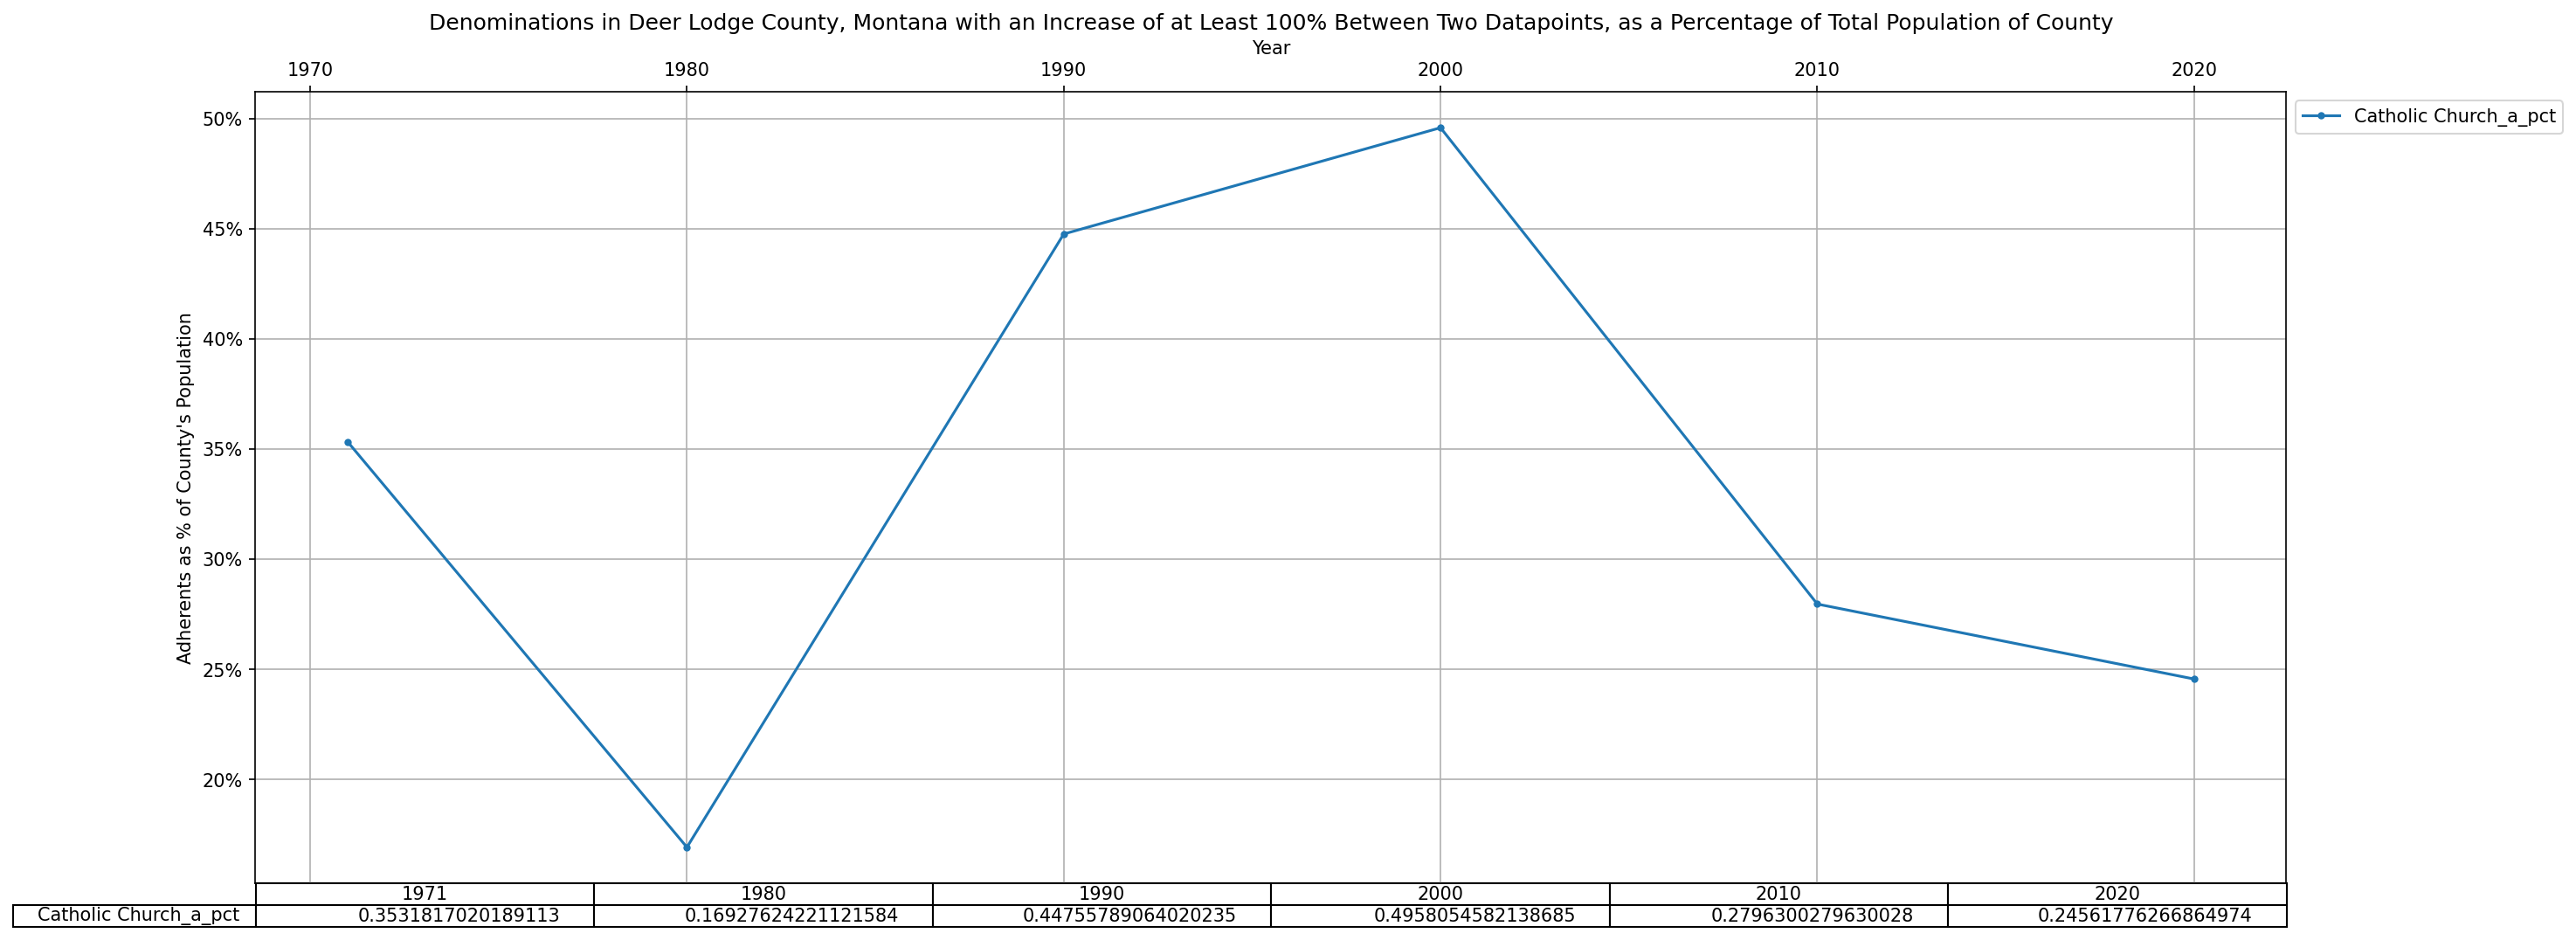 Denominations in Deer Lodge County, Montana with an Increase of at Least 100% Between Two Datapoints, as a Percentage of Total Population of County
Year
1970 1980 1990 2000 2010 2020
Catholic Church_a_pct
Adherents as % of County's Population
50%
45%
40%
35%
30%
25%
20%
1971 1980 1990 2000 2010 2020
Catholic Church_a_pct 0.3531817020189113 0.16927624221121584 0.44755789064020235 0.4958054582138685 0.2796300279630028 0.24561776266864974